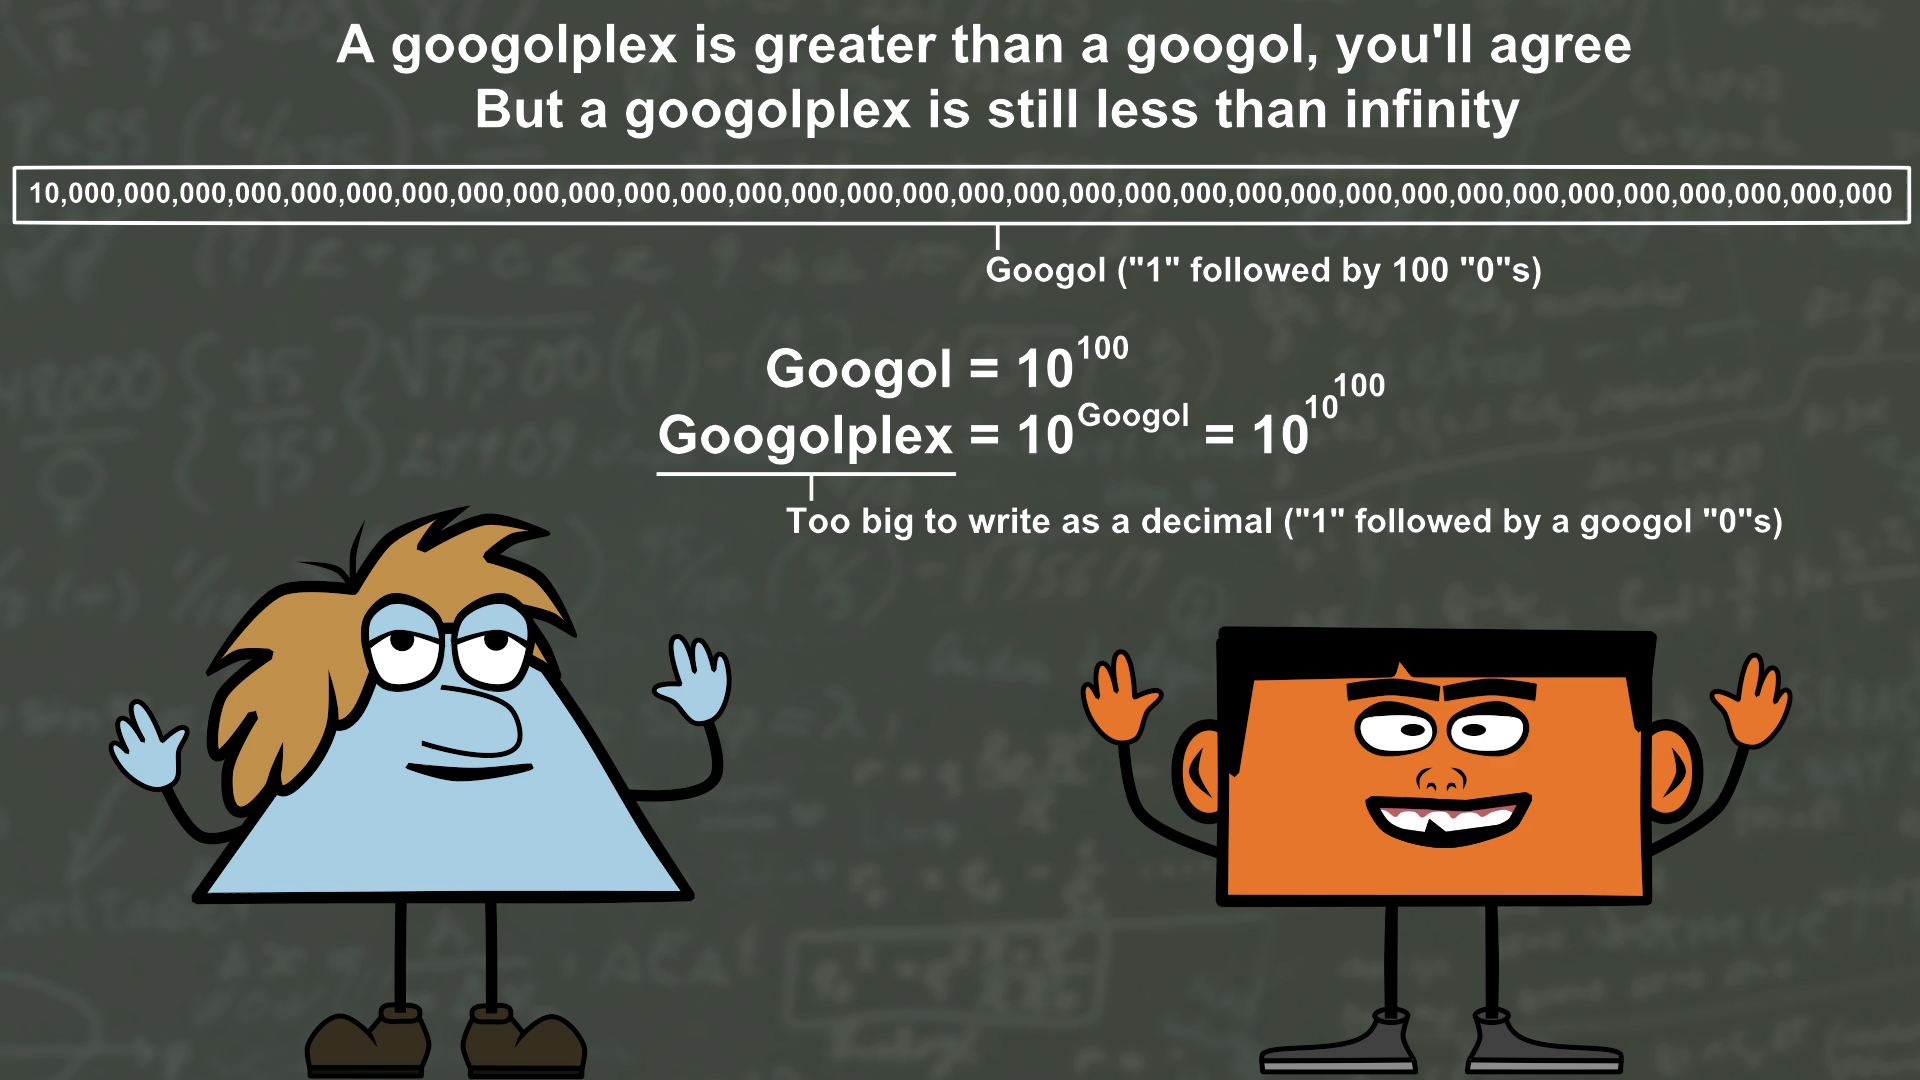 A googolplex is greater than a googol, you'll agree
But a googolplex is still less than infinity
10,000,000,000,000,000,000,000,000,000,000,000,000,000,000,000,000,000,000,000,000,000,000,000,000,000,000,000,000,000,000,000,000,000
Googol ("1" followed by 100 "0"s)
Googol = 10^100
Googolplex = 10^Googol = 10^10^100
Too big to write as a decimal ("1" followed by a googol "0"s)